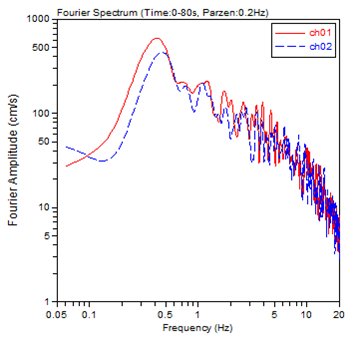 Fourier Spectrum (Time:0-80s, Parzen:0.2Hz)
1000
500
100
50
10
5
1
Fourier Amplitude (cm/s)
ch01
ch02
0.05 0.1 0.5 1 5 10 20
Frequency (Hz)